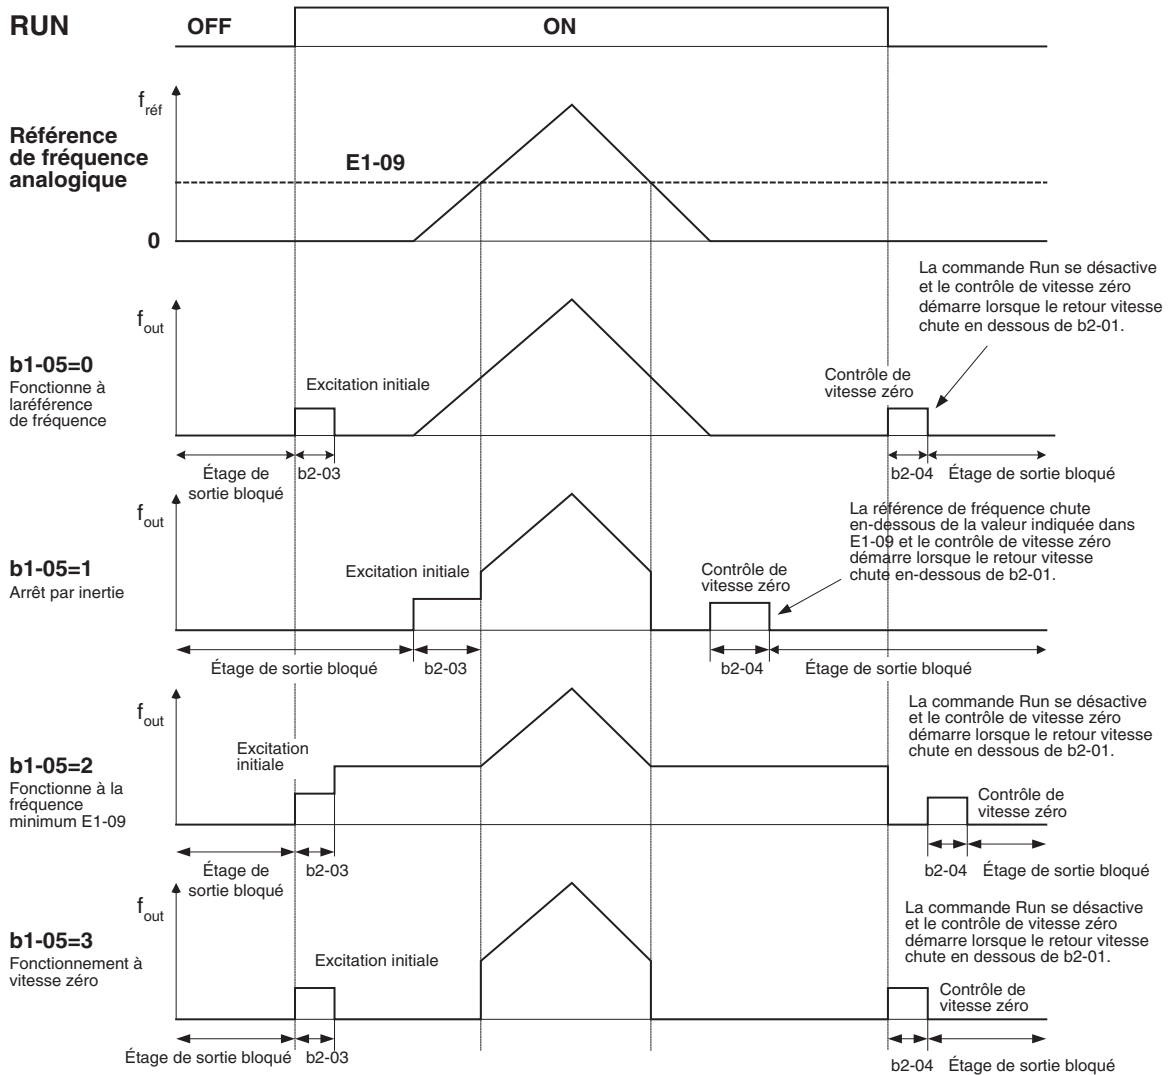 RUN
OFF
ON
f réf
Référence
de fréquence
analogique
E1-09
0
La commande Run se désactive
et le contrôle de vitesse zéro
démarre lorsque le retour vitesse
chute en dessous de b2-01.
f out
b1-05=0
Fonctionne à
laréférence
de fréquence
Excitation initiale
Contrôle de
vitesse zéro
Étage de
sortie bloqué
b2-03
b2-04
Étage de sortie bloqué
f out
La référence de fréquence chute
en-dessous de la valeur indiquée dans
E1-09 et le contrôle de vitesse zéro
démarre lorsque le retour vitesse
chute en-dessous de b2-01.
b1-05=1
Arrêt par inertie
Excitation initiale
Contrôle de
vitesse zéro
Étage de sortie bloqué
b2-03
b2-04
Étage de sortie bloqué
f out
La commande Run se désactive
et le contrôle de vitesse zéro
démarre lorsque le retour vitesse
chute en dessous de b2-01.
b1-05=2
Fonctionne à la
fréquence
minimum E1-09
Excitation
initiale
Contrôle de
vitesse zéro
Étage de
sortie bloqué
b2-03
b2-04
Étage de sortie bloqué
f out
La commande Run se désactive
et le contrôle de vitesse zéro
démarre lorsque le retour vitesse
chute en dessous de b2-01.
b1-05=3
Fonctionnement à
vitesse zéro
Excitation initiale
Contrôle de
vitesse zéro
Étage de sortie bloqué
b2-03
b2-04
Étage de sortie bloqué